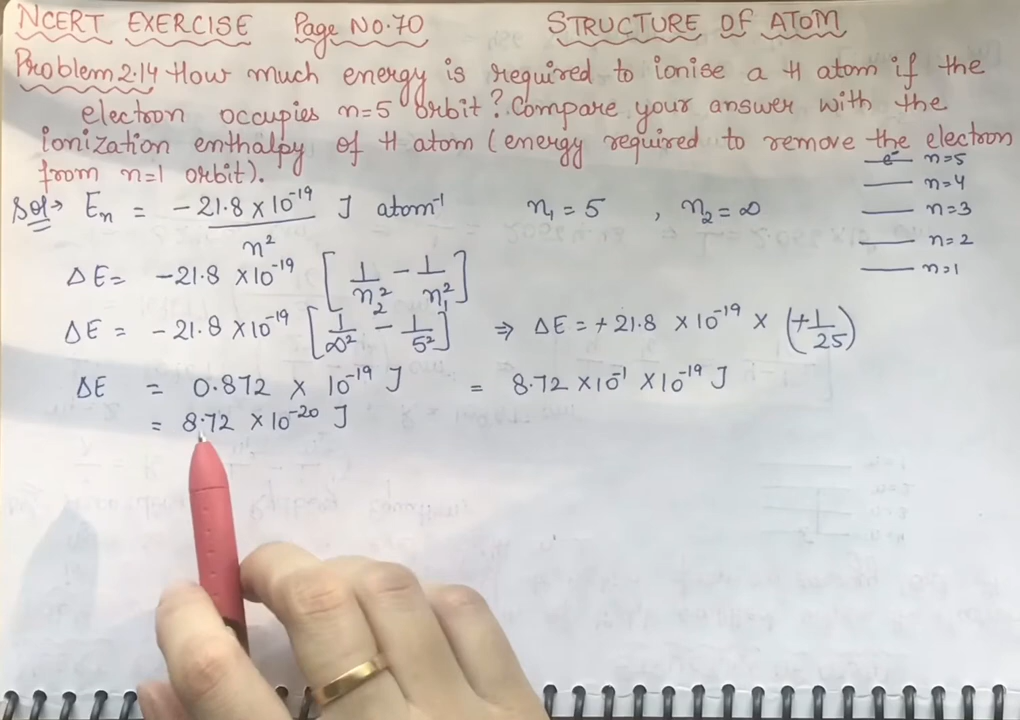 NCERT EXERCISE Page No.70 STRUCTURE OF ATOM
Problem 2.14 How much energy is required to ionise a H atom if the
electron occupies n=5 orbit? Compare your answer with the
ionization enthalpy of H atom (energy required to remove the electron
from n=1 orbit).
e⁻ n=5
n=4
n=3
n=2
n=1
Sol→ Eₙ = -21.8 × 10⁻¹⁹ / n² J atom⁻¹ n₁ = 5 , n₂ = ∞
ΔE = -21.8 × 10⁻¹⁹ [1/n₂² - 1/n₁²]
ΔE = -21.8 × 10⁻¹⁹ [1/∞² - 1/5²] ⇒ ΔE = +21.8 × 10⁻¹⁹ × (+1/25)
ΔE = 0.872 × 10⁻¹⁹ J = 8.72 × 10⁻¹ × 10⁻¹⁹ J
= 8.72 × 10⁻²⁰ J